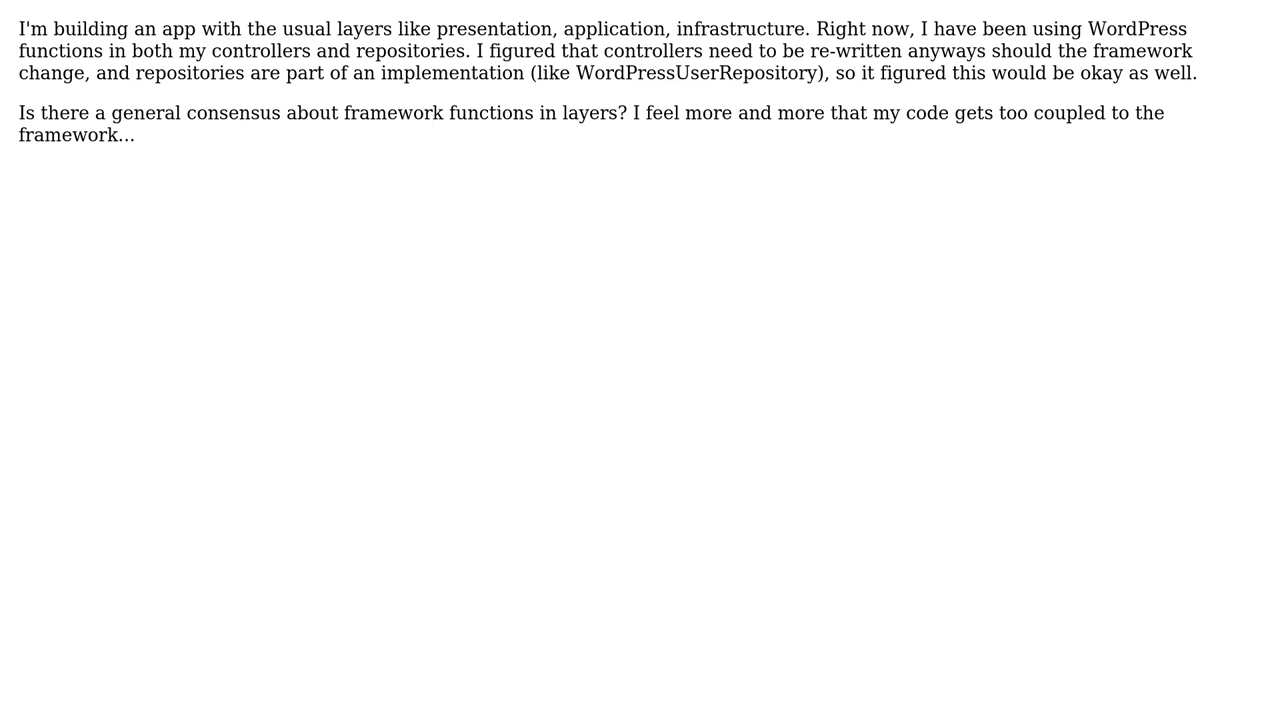 I'm building an app with the usual layers like presentation, application, infrastructure. Right now, I have been using WordPress
functions in both my controllers and repositories. I figured that controllers need to be re-written anyways should the framework
change, and repositories are part of an implementation (like WordPressUserRepository), so it figured this would be okay as well.
Is there a general consensus about framework functions in layers? I feel more and more that my code gets too coupled to the
framework...